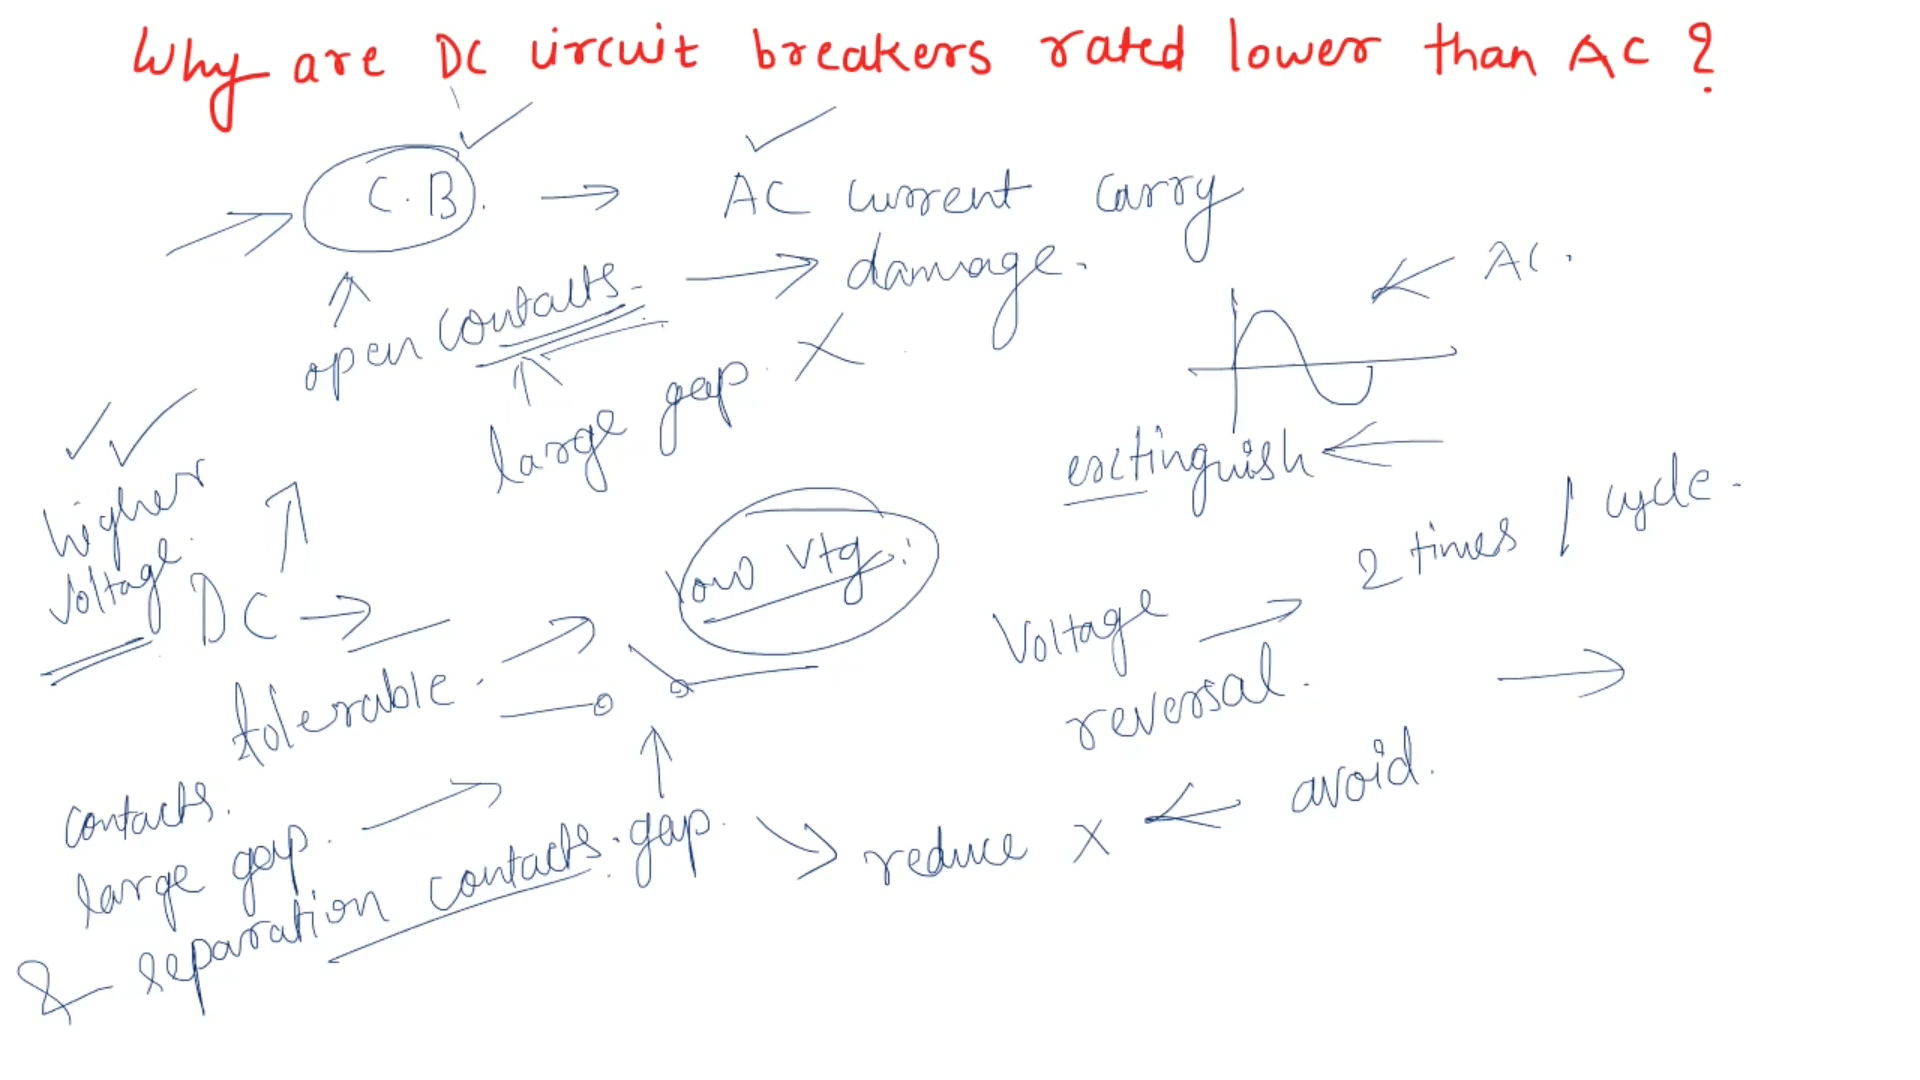 Why are DC circuit breakers rated lower than AC ?
C.B. → AC current carry
open contacts. → damage.
large gap. X
← AC.
extinguish ←
Voltage reversal. → 2 times / cycle.
higher
voltage
DC →
tolerable. → low vtg.
contacts.
large gap. →
& separation contacts. gap. → reduce X ← avoid.